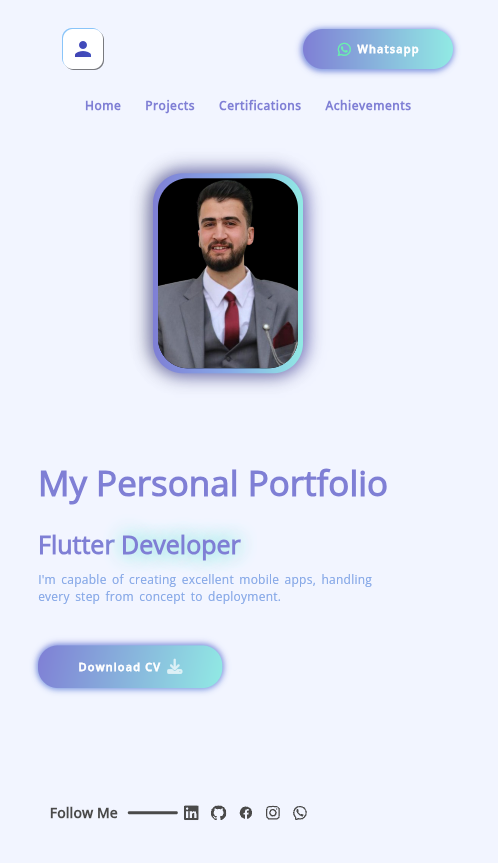 Whatsapp
Home Projects Certifications Achievements
My Personal Portfolio
Flutter Developer
I'm capable of creating excellent mobile apps, handling
every step from concept to deployment.
Download CV
Follow Me